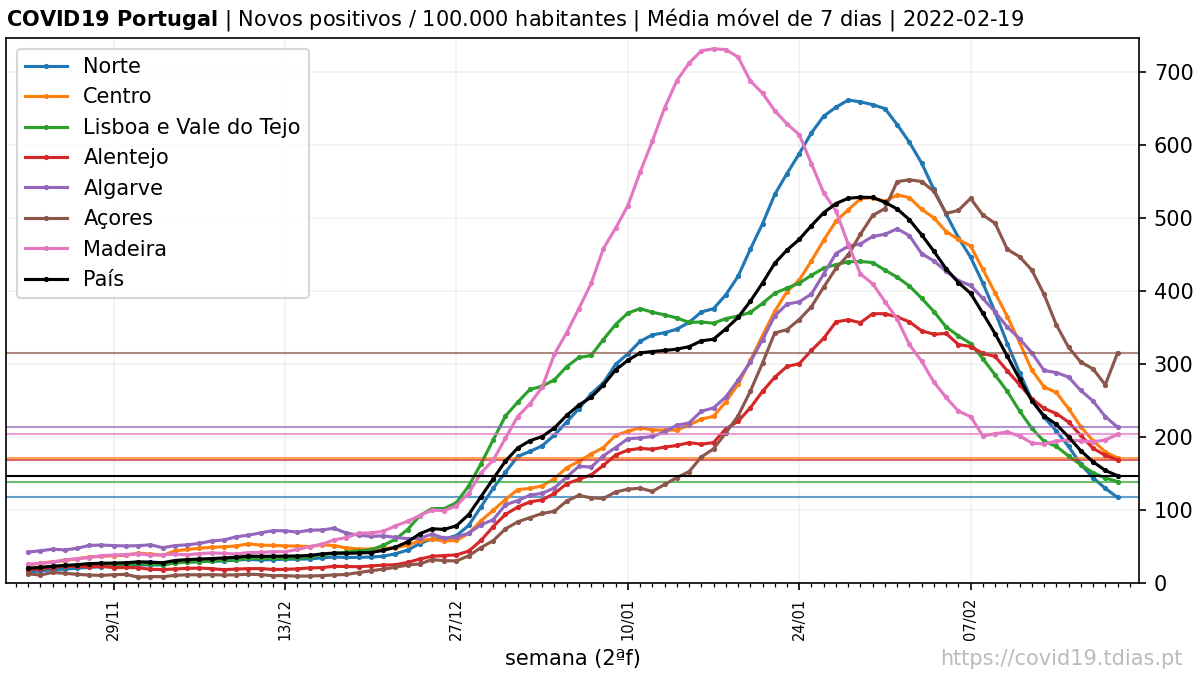 COVID19 Portugal | Novos positivos / 100.000 habitantes | Média móvel de 7 dias | 2022-02-19
Norte
Centro
Lisboa e Vale do Tejo
Alentejo
Algarve
Açores
Madeira
País
700
600
500
400
300
200
100
0
29/11
13/12
27/12
10/01
24/01
07/02
semana (2ªf)
https://covid19.tdias.pt